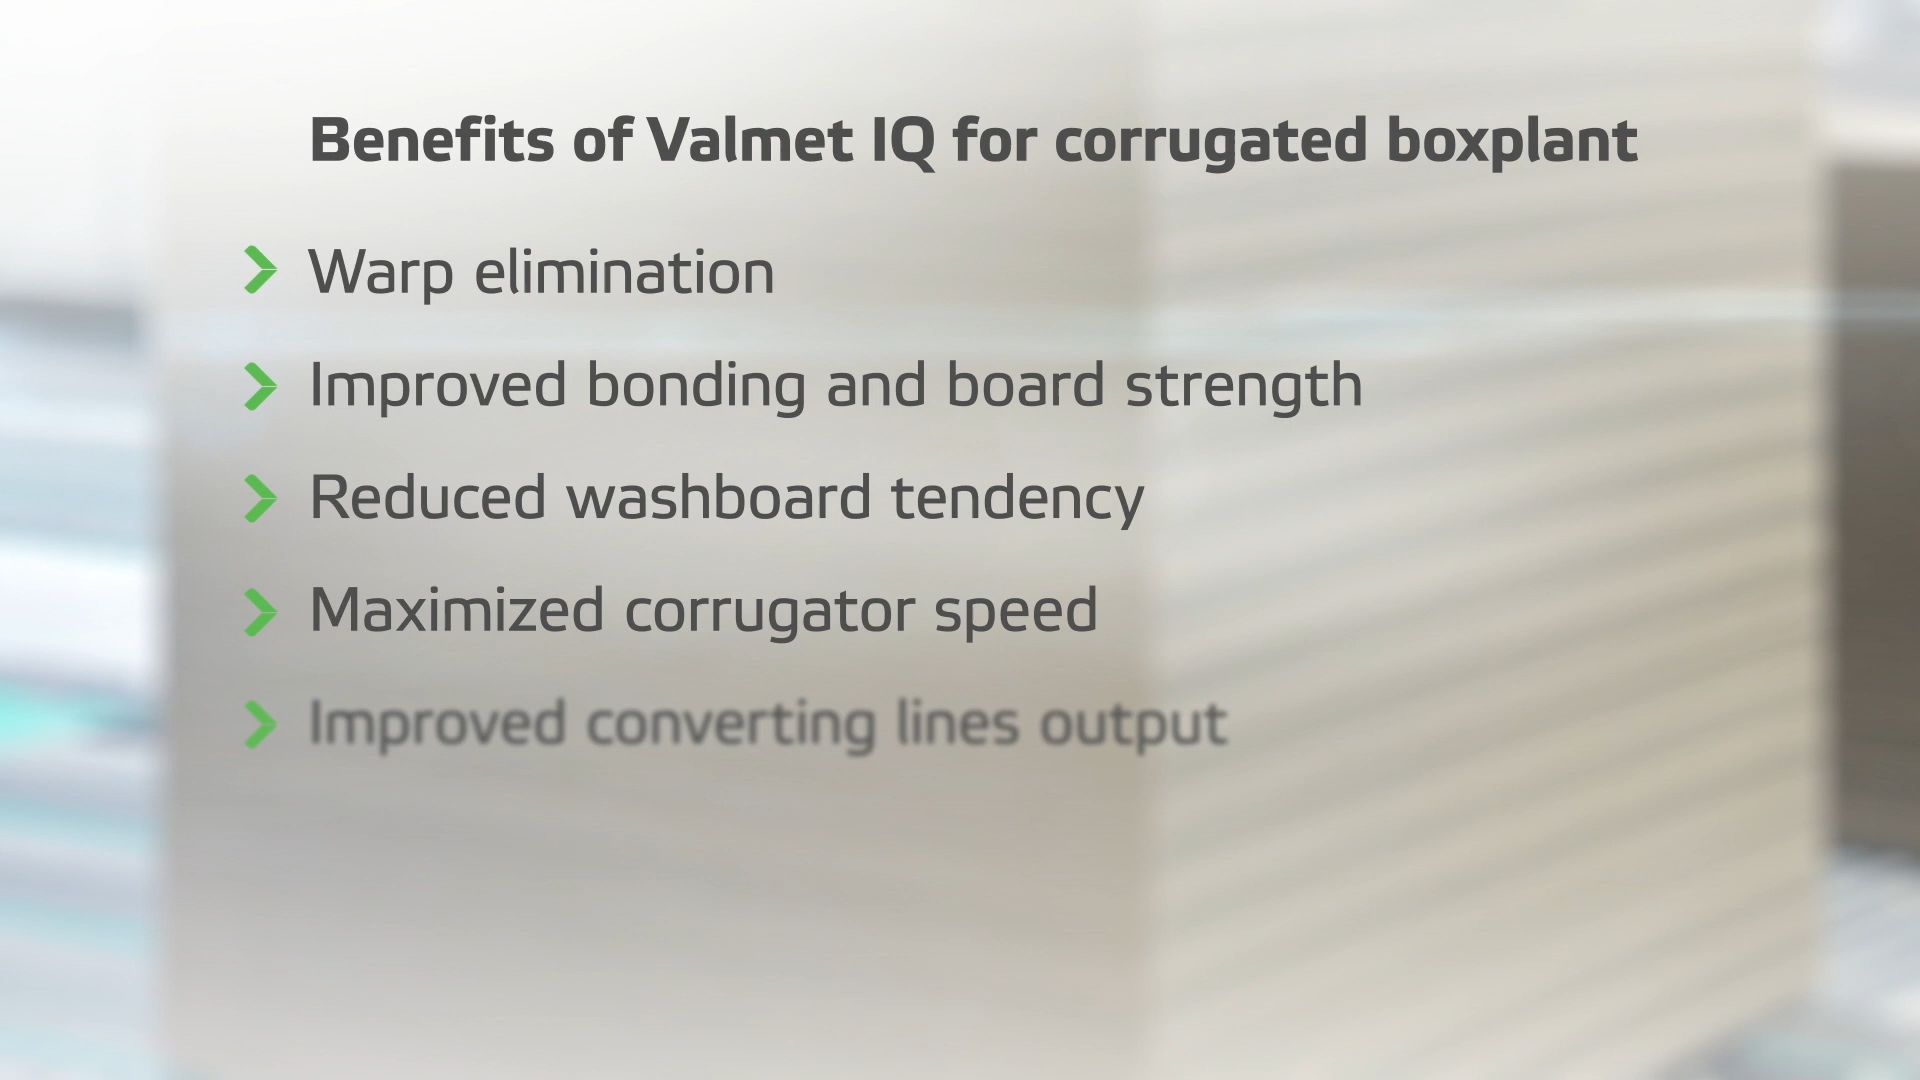 Benefits of Valmet IQ for corrugated boxplant
Warp elimination
Improved bonding and board strength
Reduced washboard tendency
Maximized corrugator speed
Improved converting lines output